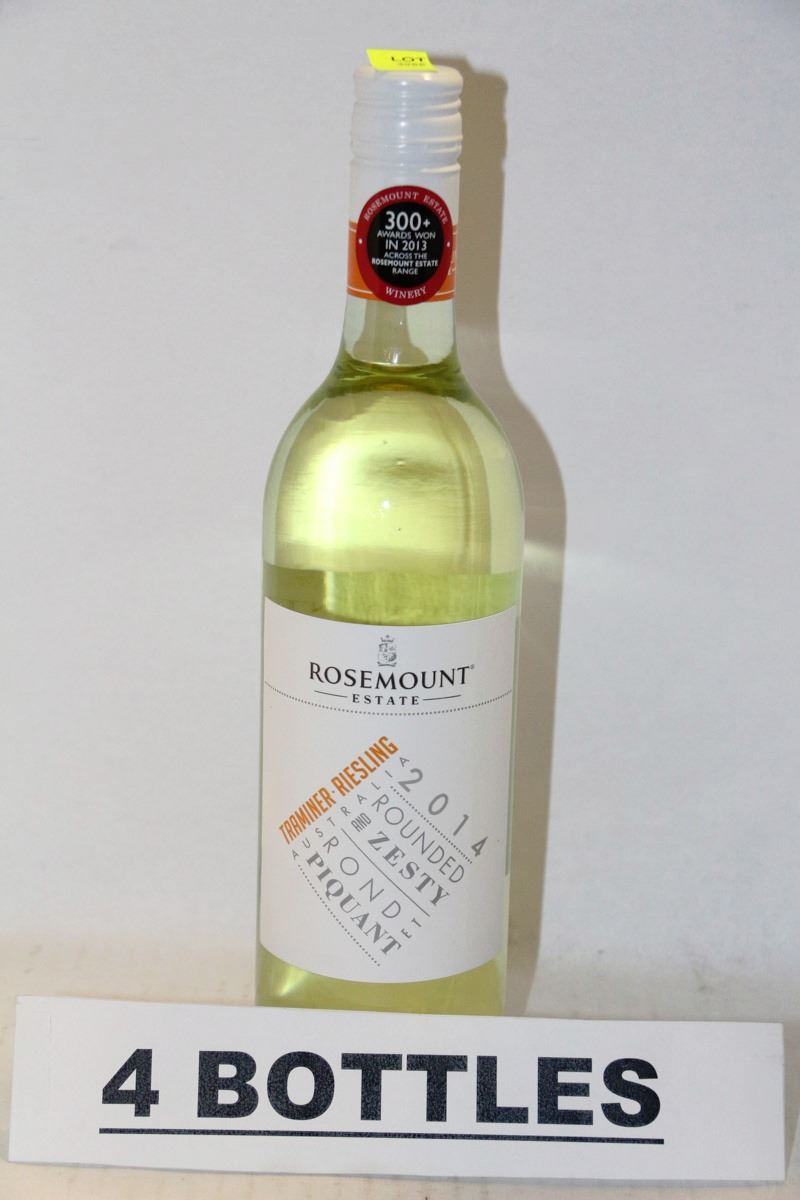 LOT
ROSEMOUNT ESTATE
300+
AWARDS WON
IN 2013
ACROSS THE
ROSEMOUNT ESTATE
RANGE
WINERY
ROSEMOUNT®
ESTATE
TRAMINER·RIESLING
AUSTRALIA
2014
ROUNDED
AND ZESTY
ROND ET
PIQUANT
4 BOTTLES